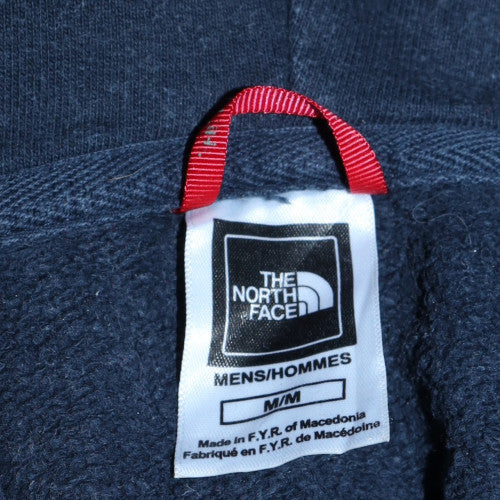 THE
NORTH
FACE
MENS/HOMMES
M/M
Made in F.Y.R. of Macedonia
Fabriqué en F.Y.R. de Macédoine